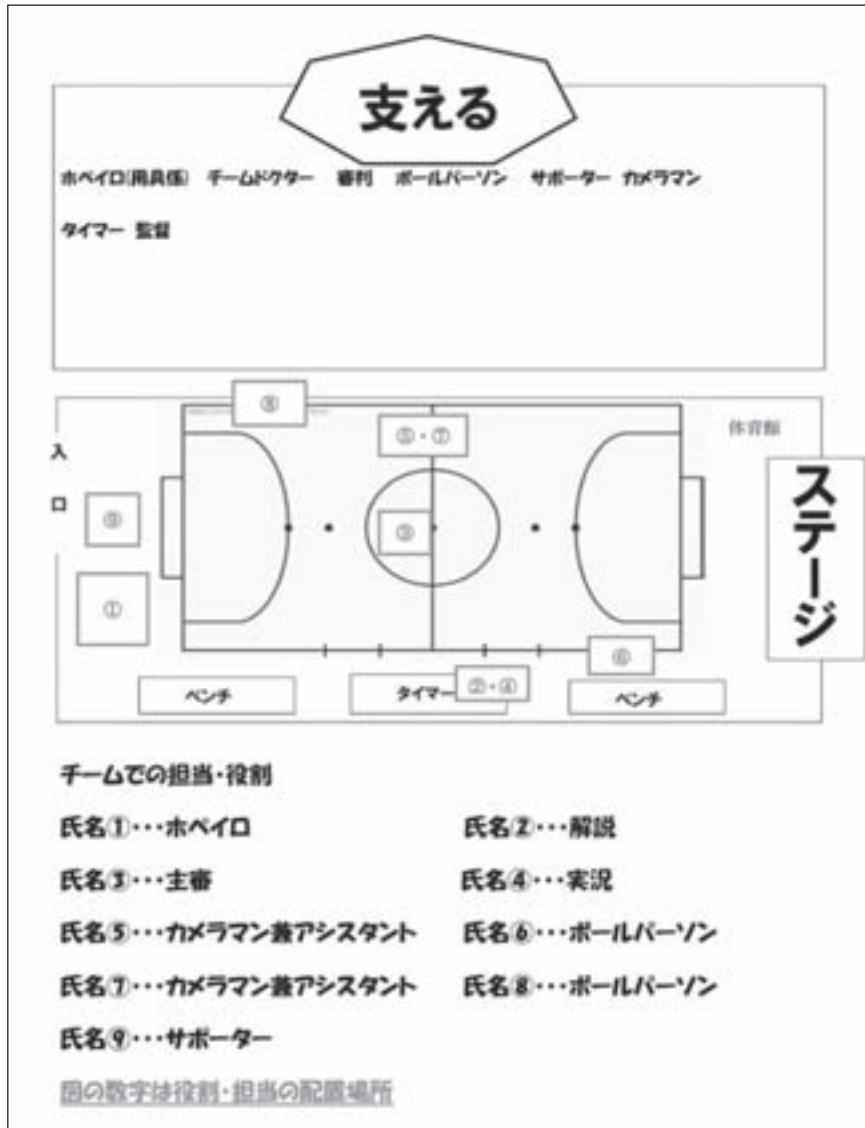 支える
ホペイロ(用具係) チームドクター 審判 ボールパーソン サポーター カメラマン
タイマー 監督
⑧
⑤・⑦
体育館
入口
⑨
③
ステージ
①
⑥
ベンチ
タイマー
②・④
ベンチ
チームでの担当・役割
氏名①・・・ホペイロ 氏名②・・・解説
氏名③・・・主審 氏名④・・・実況
氏名⑤・・・カメラマン兼アシスタント 氏名⑥・・・ボールパーソン
氏名⑦・・・カメラマン兼アシスタント 氏名⑧・・・ボールパーソン
氏名⑨・・・サポーター
図の数字は役割・担当の配置場所